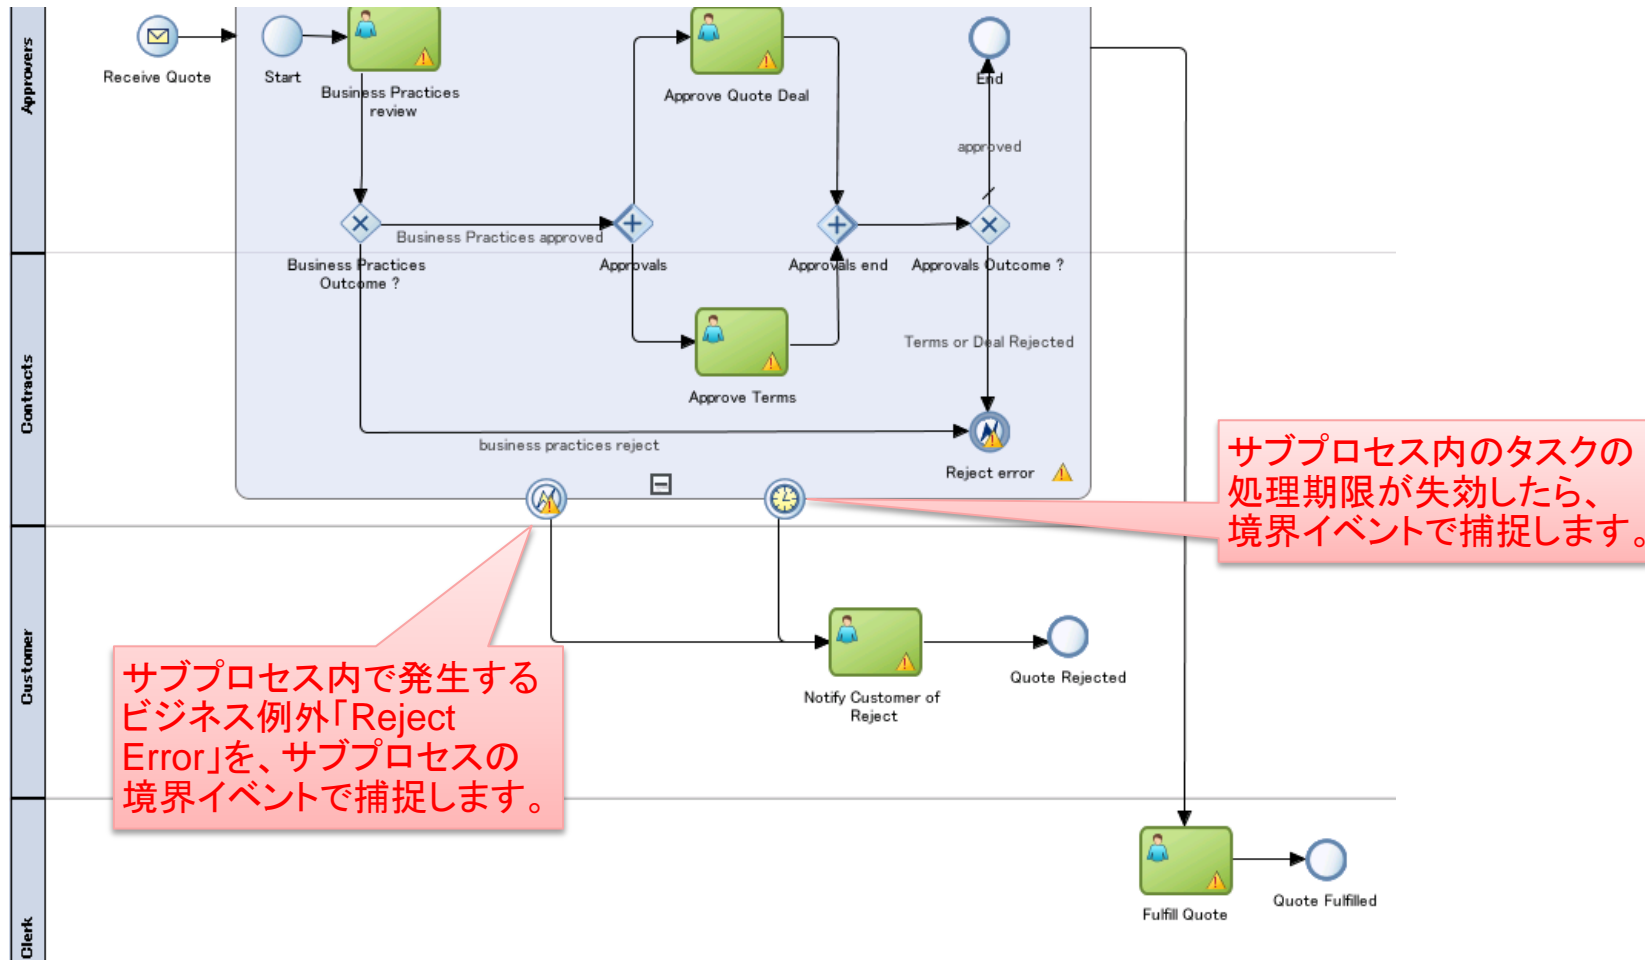 Approvers
Receive Quote
Start
Business Practices
review
Approve Quote Deal
End
approved
Business Practices approved
Business Practices
Outcome ?
Approvals
Approvals end
Approvals Outcome ?
Contracts
Terms or Deal Rejected
Approve Terms
business practices reject
Reject error
サブプロセス内のタスクの
処理期限が失効したら、
境界イベントで捕捉します。
Customer
サブプロセス内で発生する
ビジネス例外「Reject
Error」を、サブプロセスの
境界イベントで捕捉します。
Notify Customer of
Reject
Quote Rejected
Clerk
Fulfill Quote
Quote Fulfilled